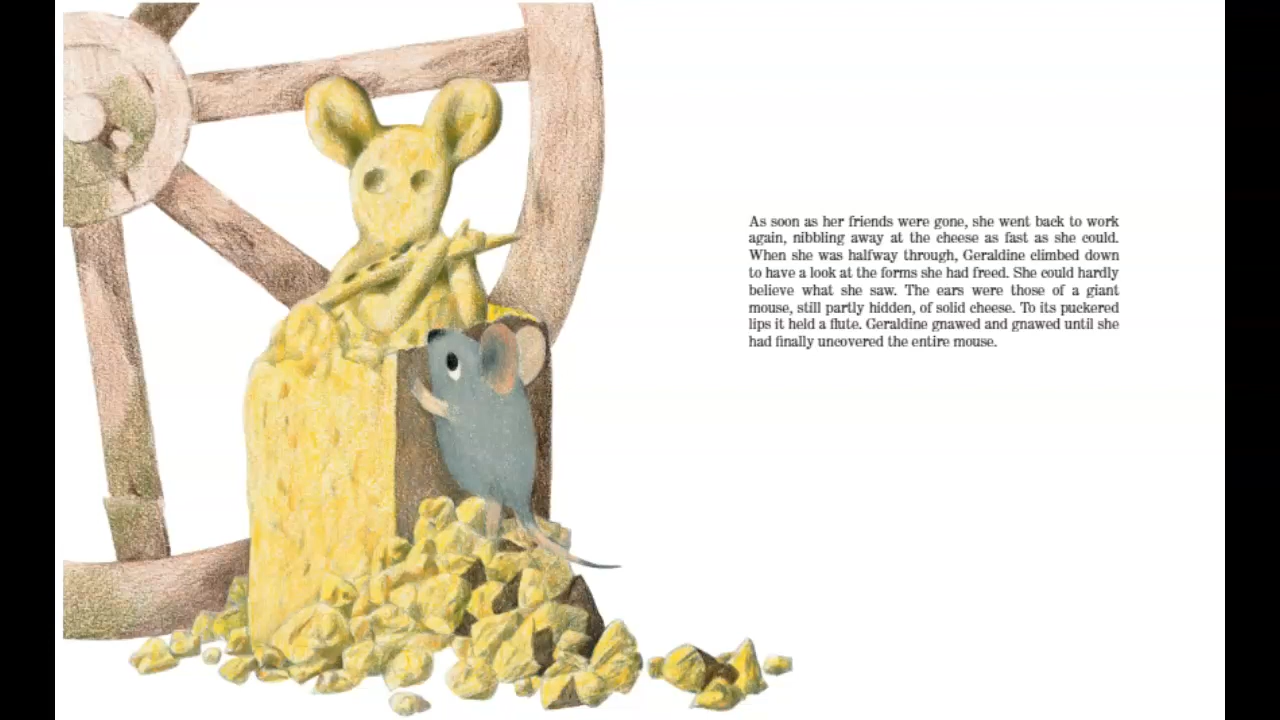 As soon as her friends were gone, she went back to work
again, nibbling away at the cheese as fast as she could.
When she was halfway through, Geraldine climbed down
to have a look at the forms she had freed. She could hardly
believe what she saw. The ears were those of a giant
mouse, still partly hidden, of solid cheese. To its puckered
lips it held a flute. Geraldine gnawed and gnawed until she
had finally uncovered the entire mouse.